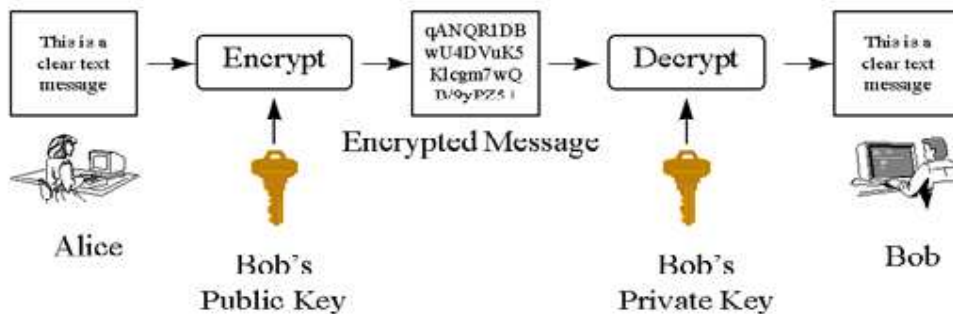 This is a
clear text
message
Encrypt
qANQR1DB
wU4DVuK5
Klcgm7wQ
Decrypt
This is a
clear text
message
Encrypted Message
Alice
Bob's
Public Key
Bob's
Private Key
Bob